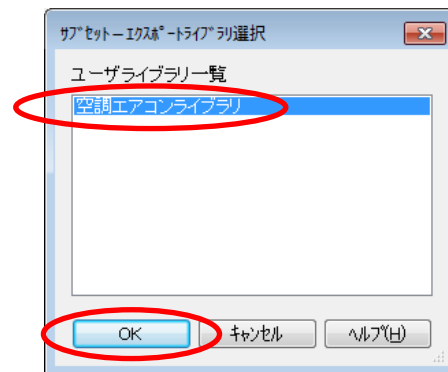 ｻﾌﾞｾｯﾄ－ｴｸｽﾎﾟｰﾄﾗｲﾌﾞﾗﾘ選択
ユーザライブラリ一覧
空調エアコンライブラリ
OK
ｷｬﾝｾﾙ
ﾍﾙﾌﾟ(H)